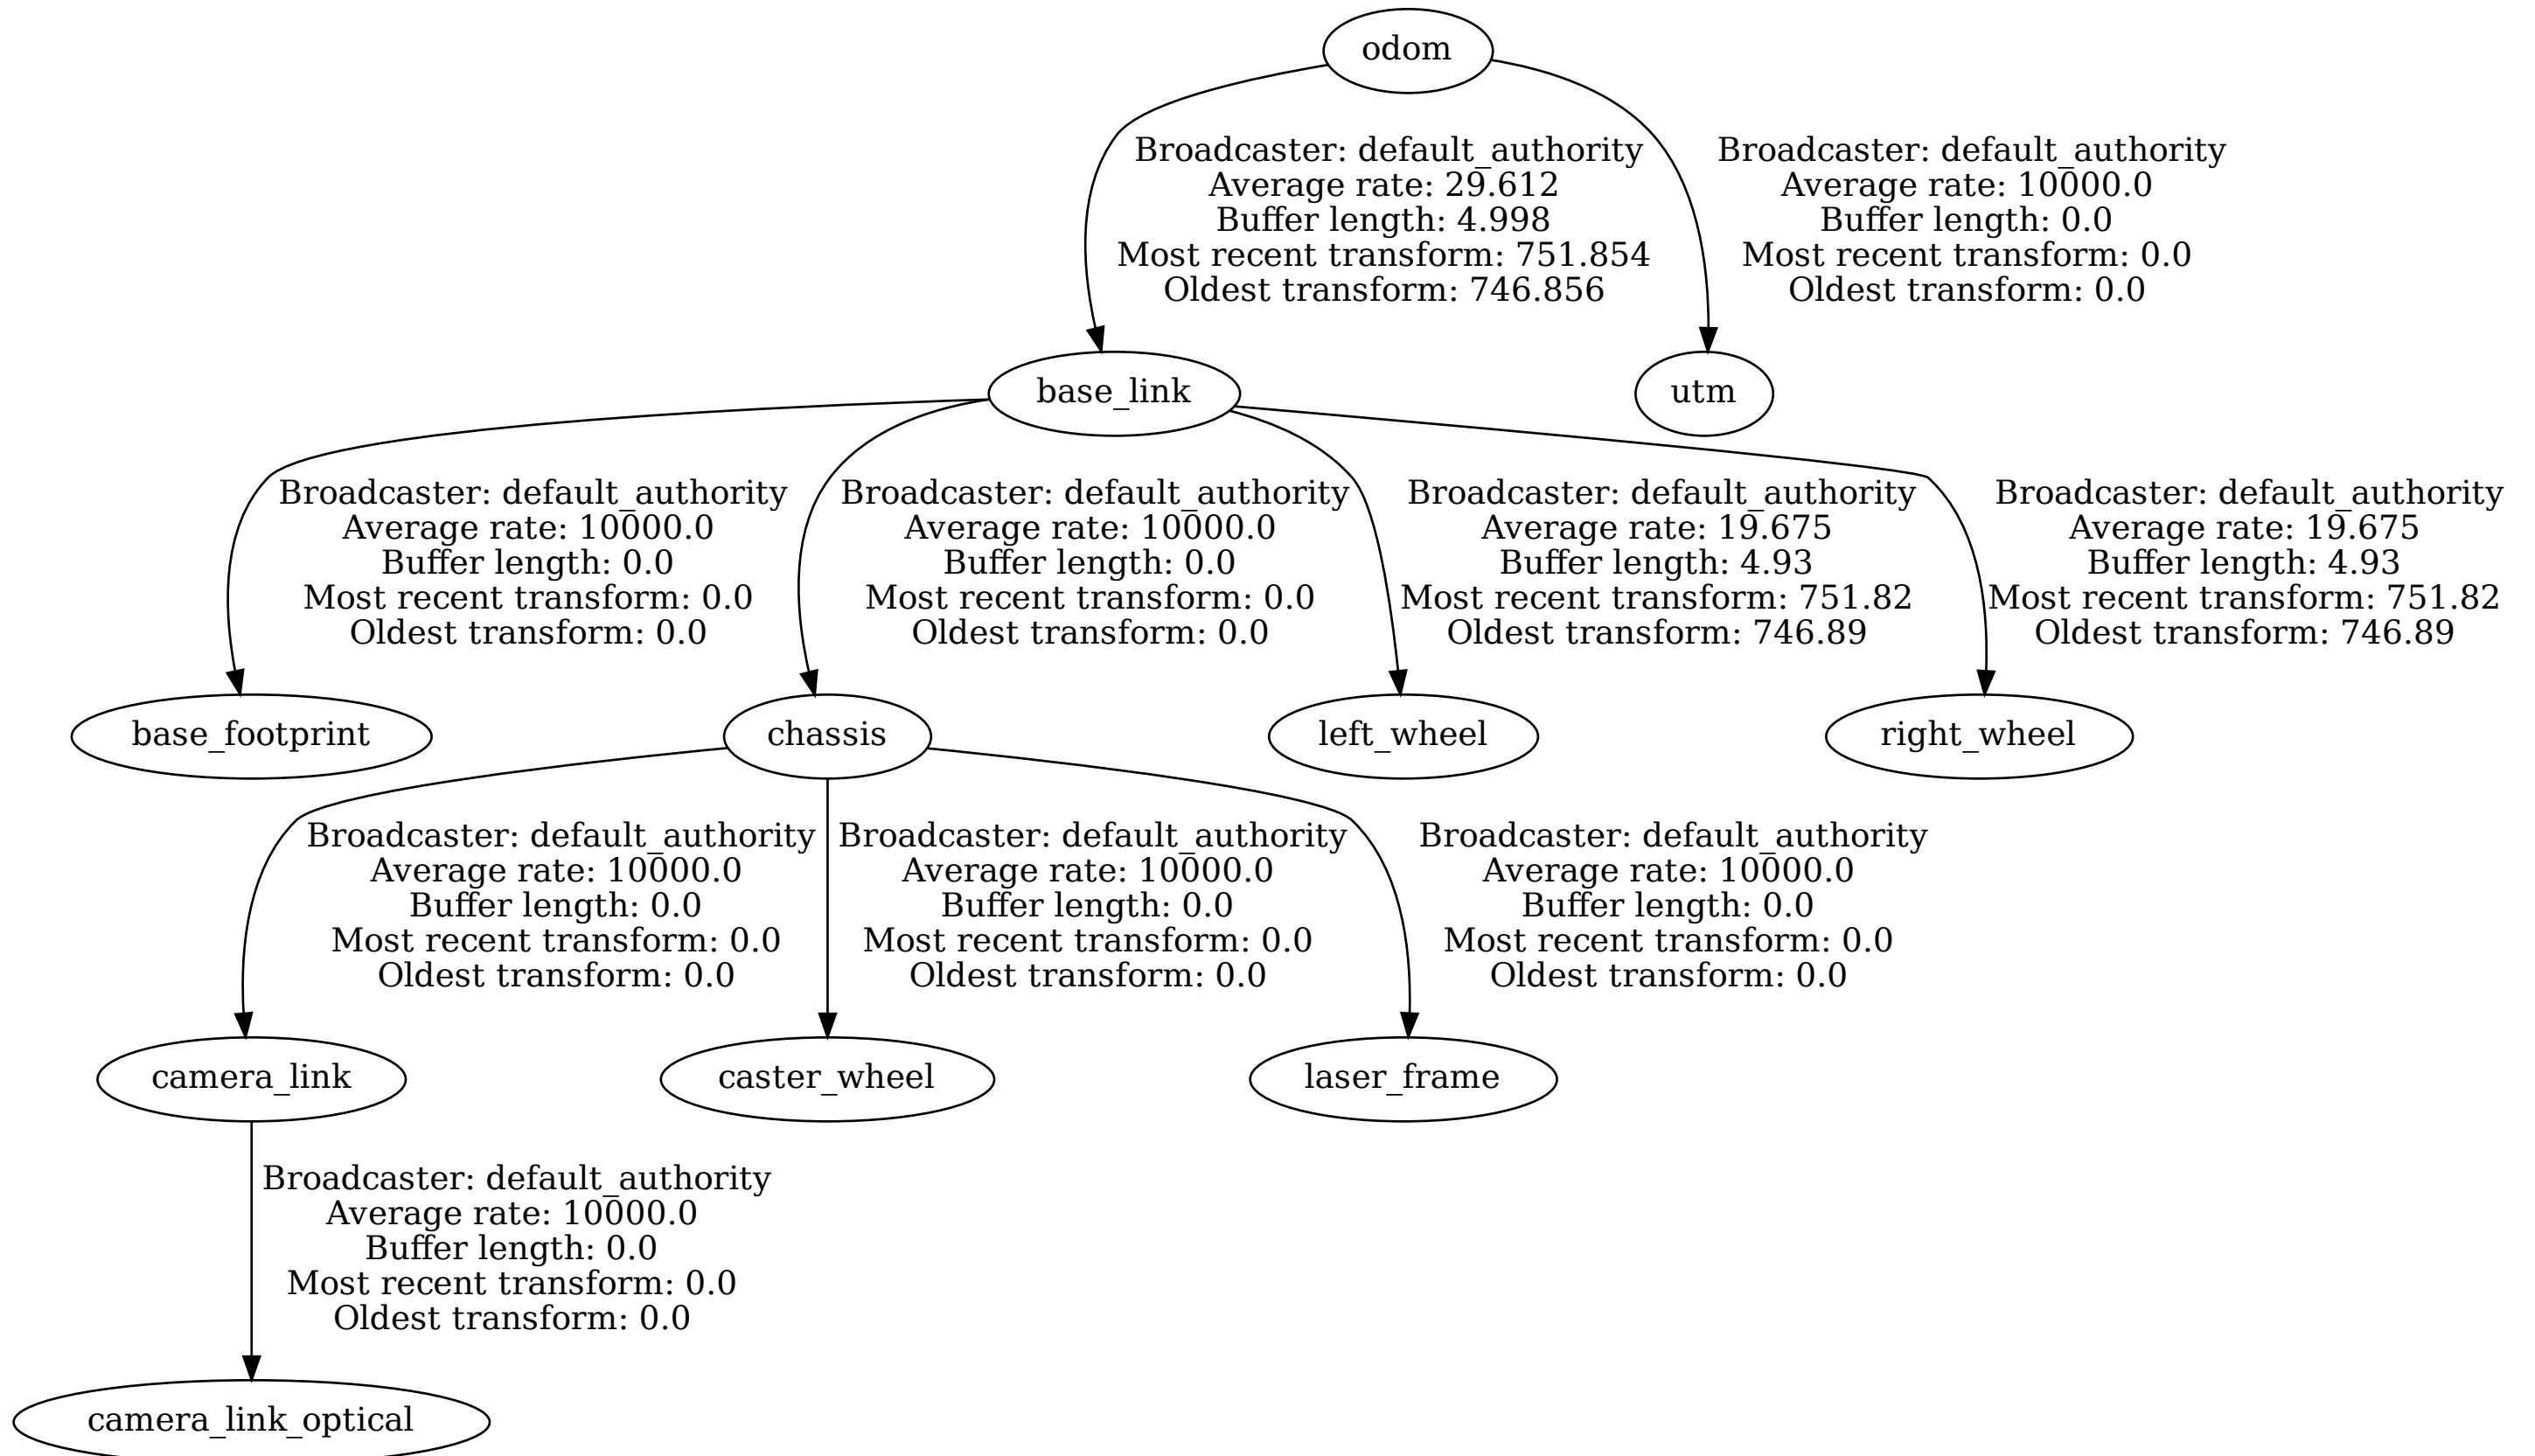 odom
Broadcaster: default_authority
Average rate: 29.612
Buffer length: 4.998
Most recent transform: 751.854
Oldest transform: 746.856
Broadcaster: default_authority
Average rate: 10000.0
Buffer length: 0.0
Most recent transform: 0.0
Oldest transform: 0.0
base_link
utm
Broadcaster: default_authority
Average rate: 10000.0
Buffer length: 0.0
Most recent transform: 0.0
Oldest transform: 0.0
Broadcaster: default_authority
Average rate: 10000.0
Buffer length: 0.0
Most recent transform: 0.0
Oldest transform: 0.0
Broadcaster: default_authority
Average rate: 19.675
Buffer length: 4.93
Most recent transform: 751.82
Oldest transform: 746.89
Broadcaster: default_authority
Average rate: 19.675
Buffer length: 4.93
Most recent transform: 751.82
Oldest transform: 746.89
base_footprint
chassis
left_wheel
right_wheel
Broadcaster: default_authority
Average rate: 10000.0
Buffer length: 0.0
Most recent transform: 0.0
Oldest transform: 0.0
Broadcaster: default_authority
Average rate: 10000.0
Buffer length: 0.0
Most recent transform: 0.0
Oldest transform: 0.0
Broadcaster: default_authority
Average rate: 10000.0
Buffer length: 0.0
Most recent transform: 0.0
Oldest transform: 0.0
camera_link
caster_wheel
laser_frame
Broadcaster: default_authority
Average rate: 10000.0
Buffer length: 0.0
Most recent transform: 0.0
Oldest transform: 0.0
camera_link_optical